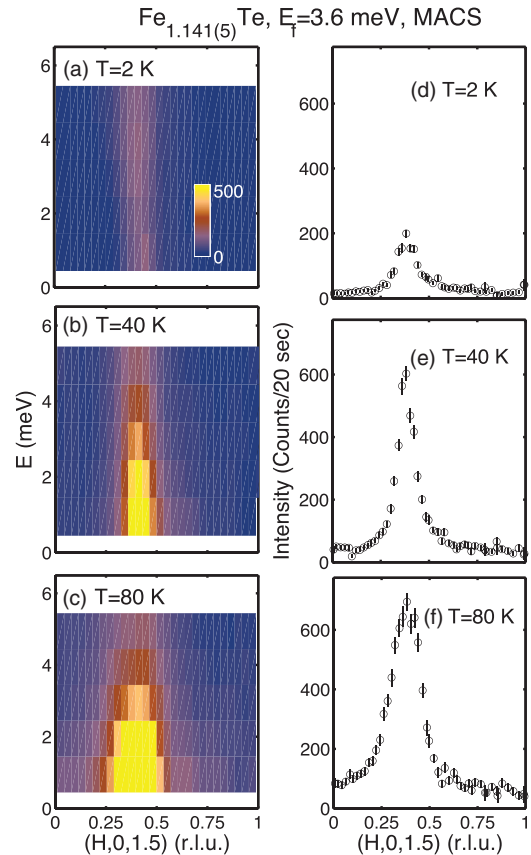 Fe1.141(5)Te, Ef=3.6 meV, MACS
(a) T=2 K
6
4
2
0
500
0
(d) T=2 K
600
400
200
0
(b) T=40 K
6
4
2
0
E (meV)
(e) T=40 K
600
400
200
0
Intensity (Counts/20 sec)
(c) T=80 K
6
4
2
0
0 0.25 0.5 0.75 1
(H,0,1.5) (r.l.u.)
(f) T=80 K
600
400
200
0
0 0.25 0.5 0.75 1
(H,0,1.5) (r.l.u.)